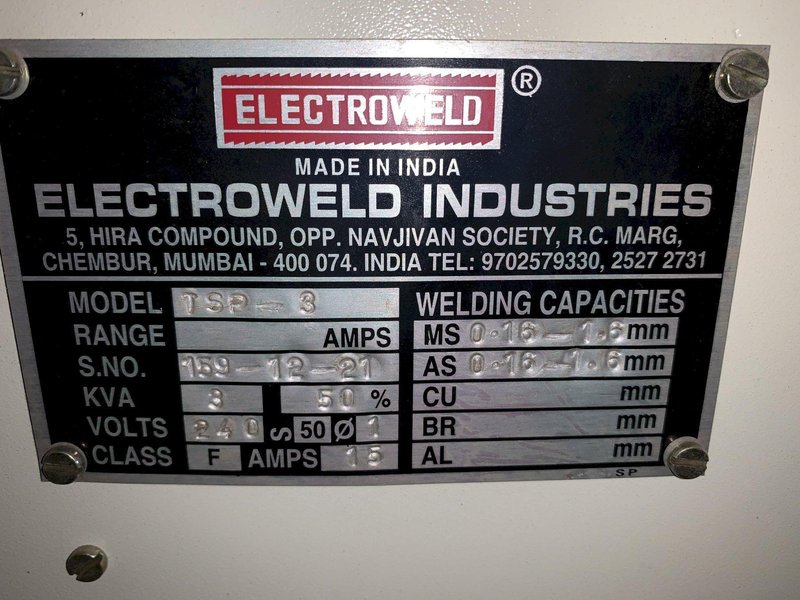 ELECTROWELD ®
MADE IN INDIA
ELECTROWELD INDUSTRIES
5, HIRA COMPOUND, OPP. NAVJIVAN SOCIETY, R.C. MARG,
CHEMBUR, MUMBAI - 400 074. INDIA TEL: 9702579330, 2527 2731
MODEL TSP-3
RANGE AMPS
S.NO. 159-12-21
KVA 3 50 %
VOLTS 240 ∽ 50 Ø 1
CLASS F AMPS 15
WELDING CAPACITIES
MS 0.16-1.6 mm
AS 0.16-1.6 mm
CU mm
BR mm
AL mm
SP